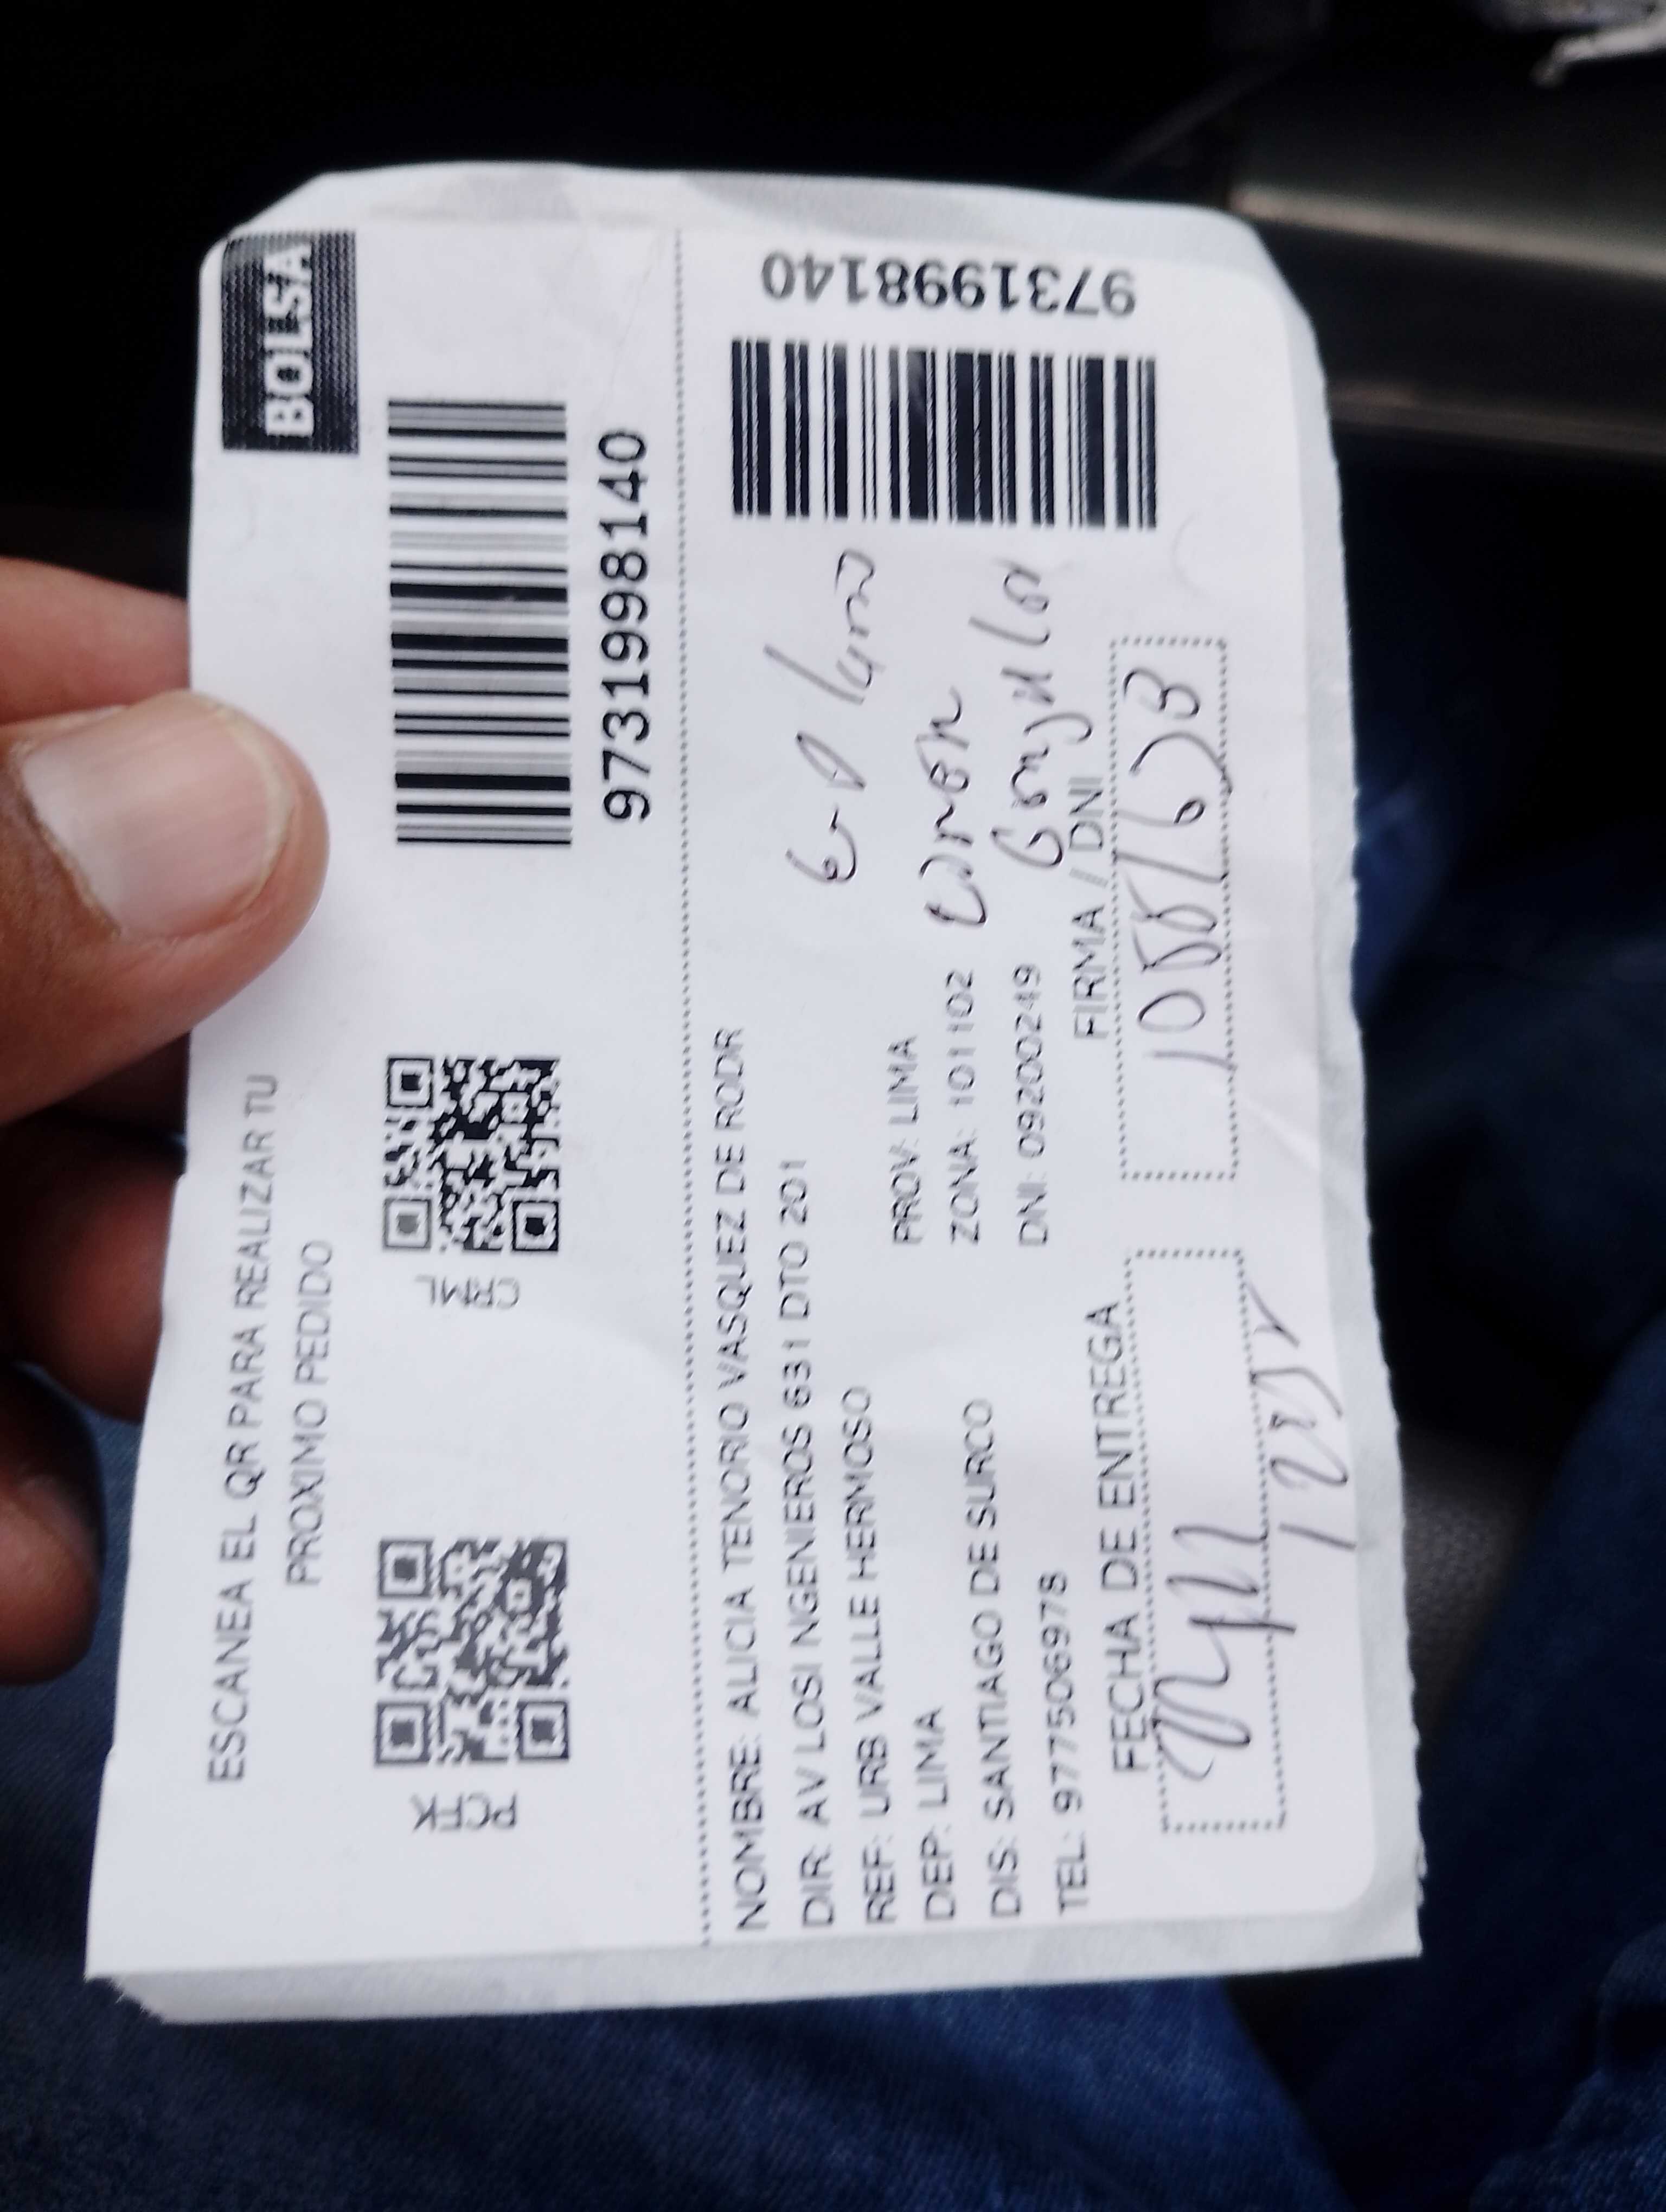 BOLSA
ESCANEA EL QR PARA REALIZAR TU
PROXIMO PEDIDO
PCFK
CRML
9731998140
NOMBRE: ALICIA TENORIO VASQUEZ DE RODR
DIR: AV LOSI NGENIEROS 631 DTO 201
REF: URB VALLE HERMOSO
DEP: LIMA PROV: LIMA
DIS: SANTIAGO DE SURCO ZONA: 101102
TEL: 977506978 DNI: 09200249
FECHA DE ENTREGA FIRMA / DNI
9731998140